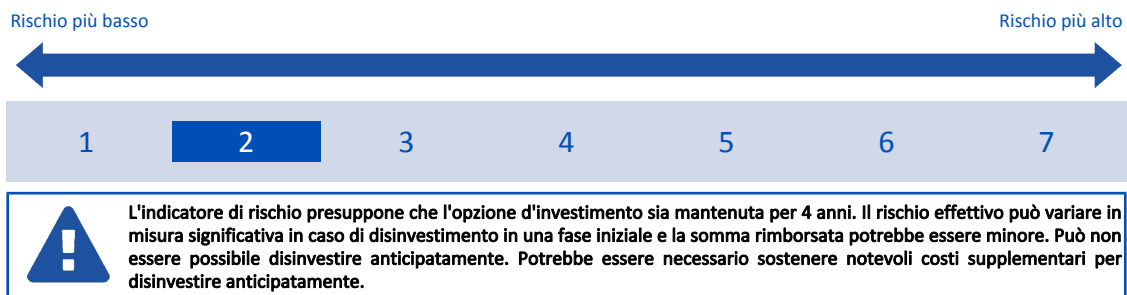 Rischio più basso Rischio più alto
1 2 3 4 5 6 7
L'indicatore di rischio presuppone che l'opzione d'investimento sia mantenuta per 4 anni. Il rischio effettivo può variare in
misura significativa in caso di disinvestimento in una fase iniziale e la somma rimborsata potrebbe essere minore. Può non
essere possibile disinvestire anticipatamente. Potrebbe essere necessario sostenere notevoli costi supplementari per
disinvestire anticipatamente.